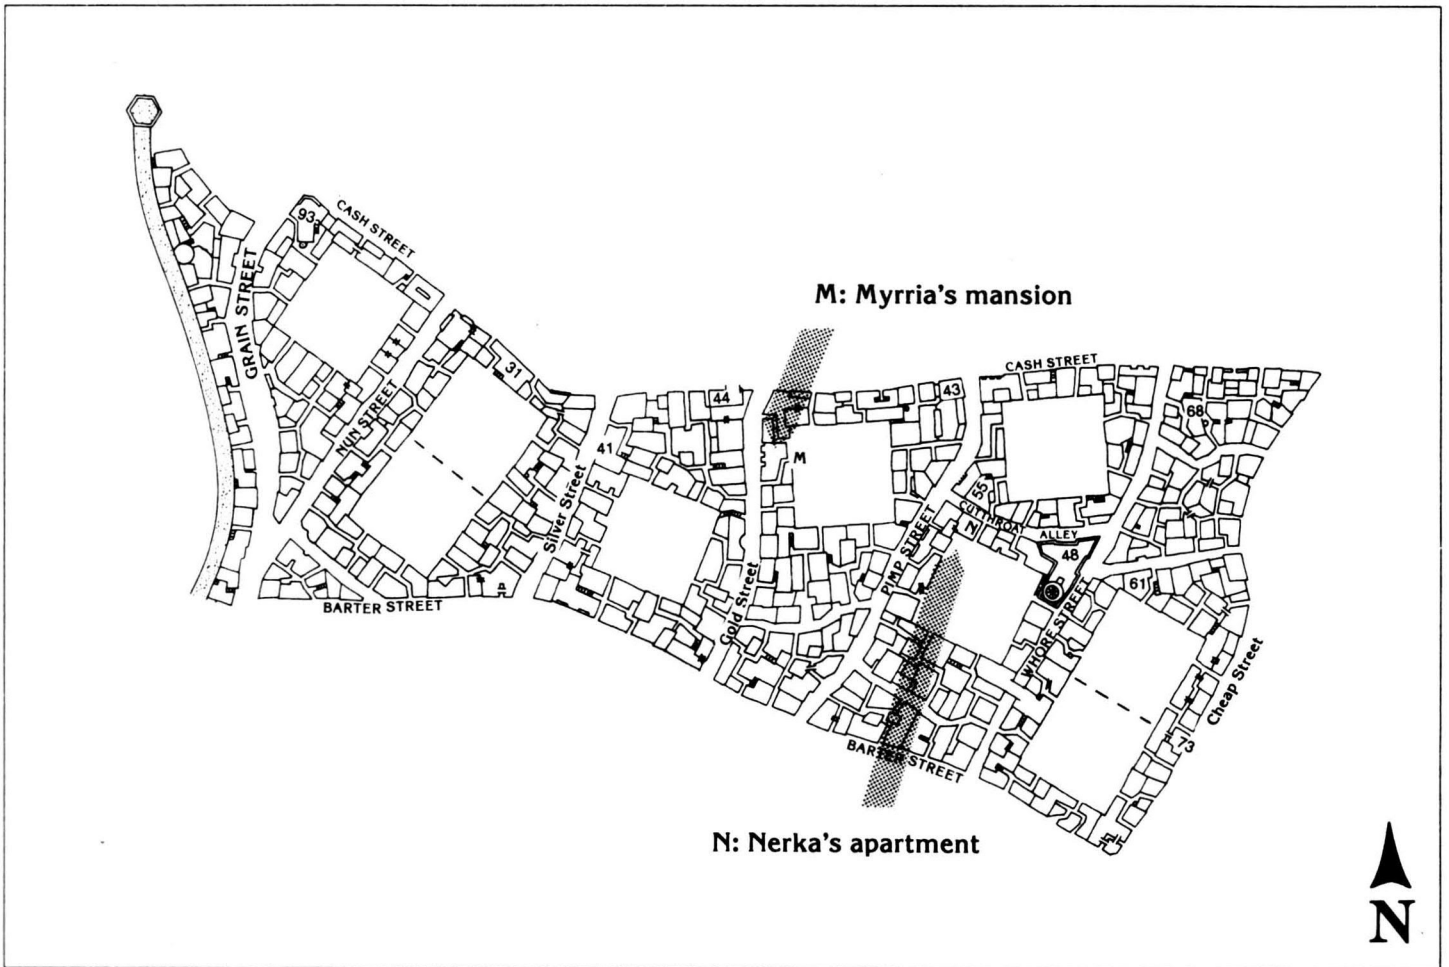 93
CASH STREET
GRAIN STREET
M: Myrria's mansion
31
NUN STREET
CASH STREET
44
43
68
41
M
55
Silver Street
CUTTHROAT
ALLEY
N
48
PIMP STREET
61
BARTER STREET
Gold Street
WHORE STREET
Cheap Street
73
BARTER STREET
N: Nerka's apartment
N